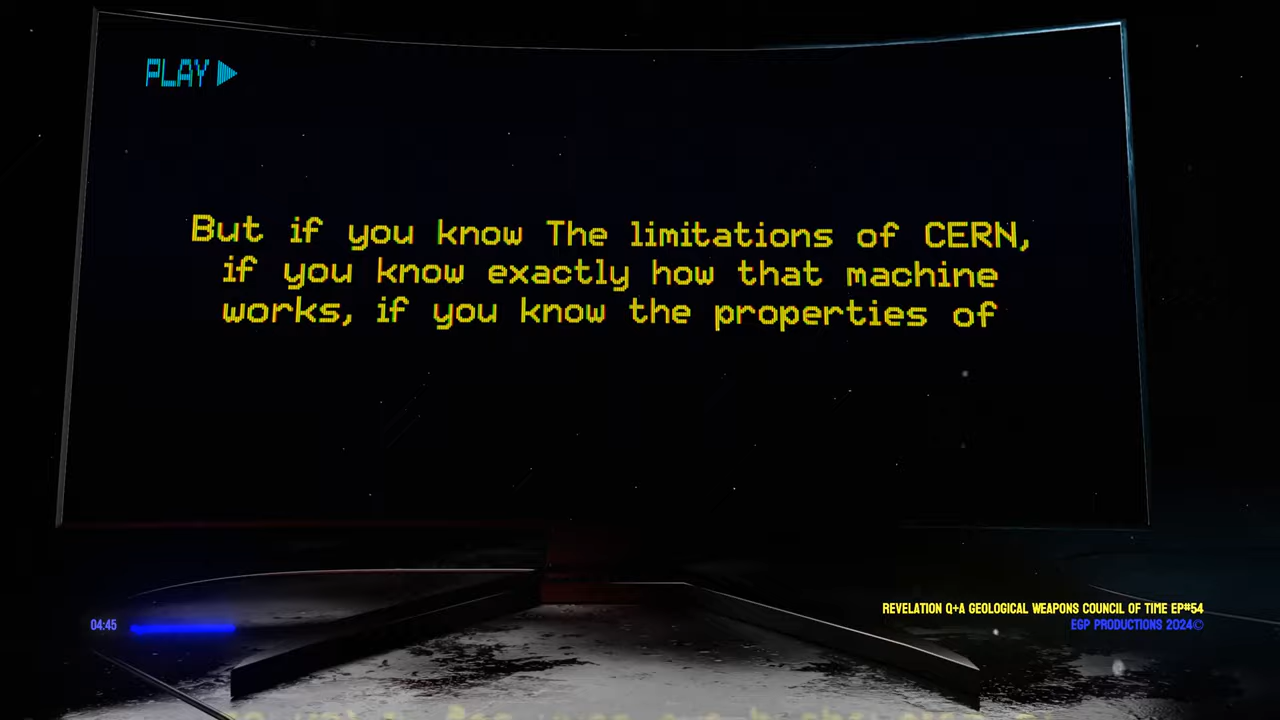 PLAY
But if you know The limitations of CERN,
if you know exactly how that machine
works, if you know the properties of
REVELATION Q+A GEOLOGICAL WEAPONS COUNCIL OF TIME EP#54
04:45
EGP PRODUCTIONS 2024©